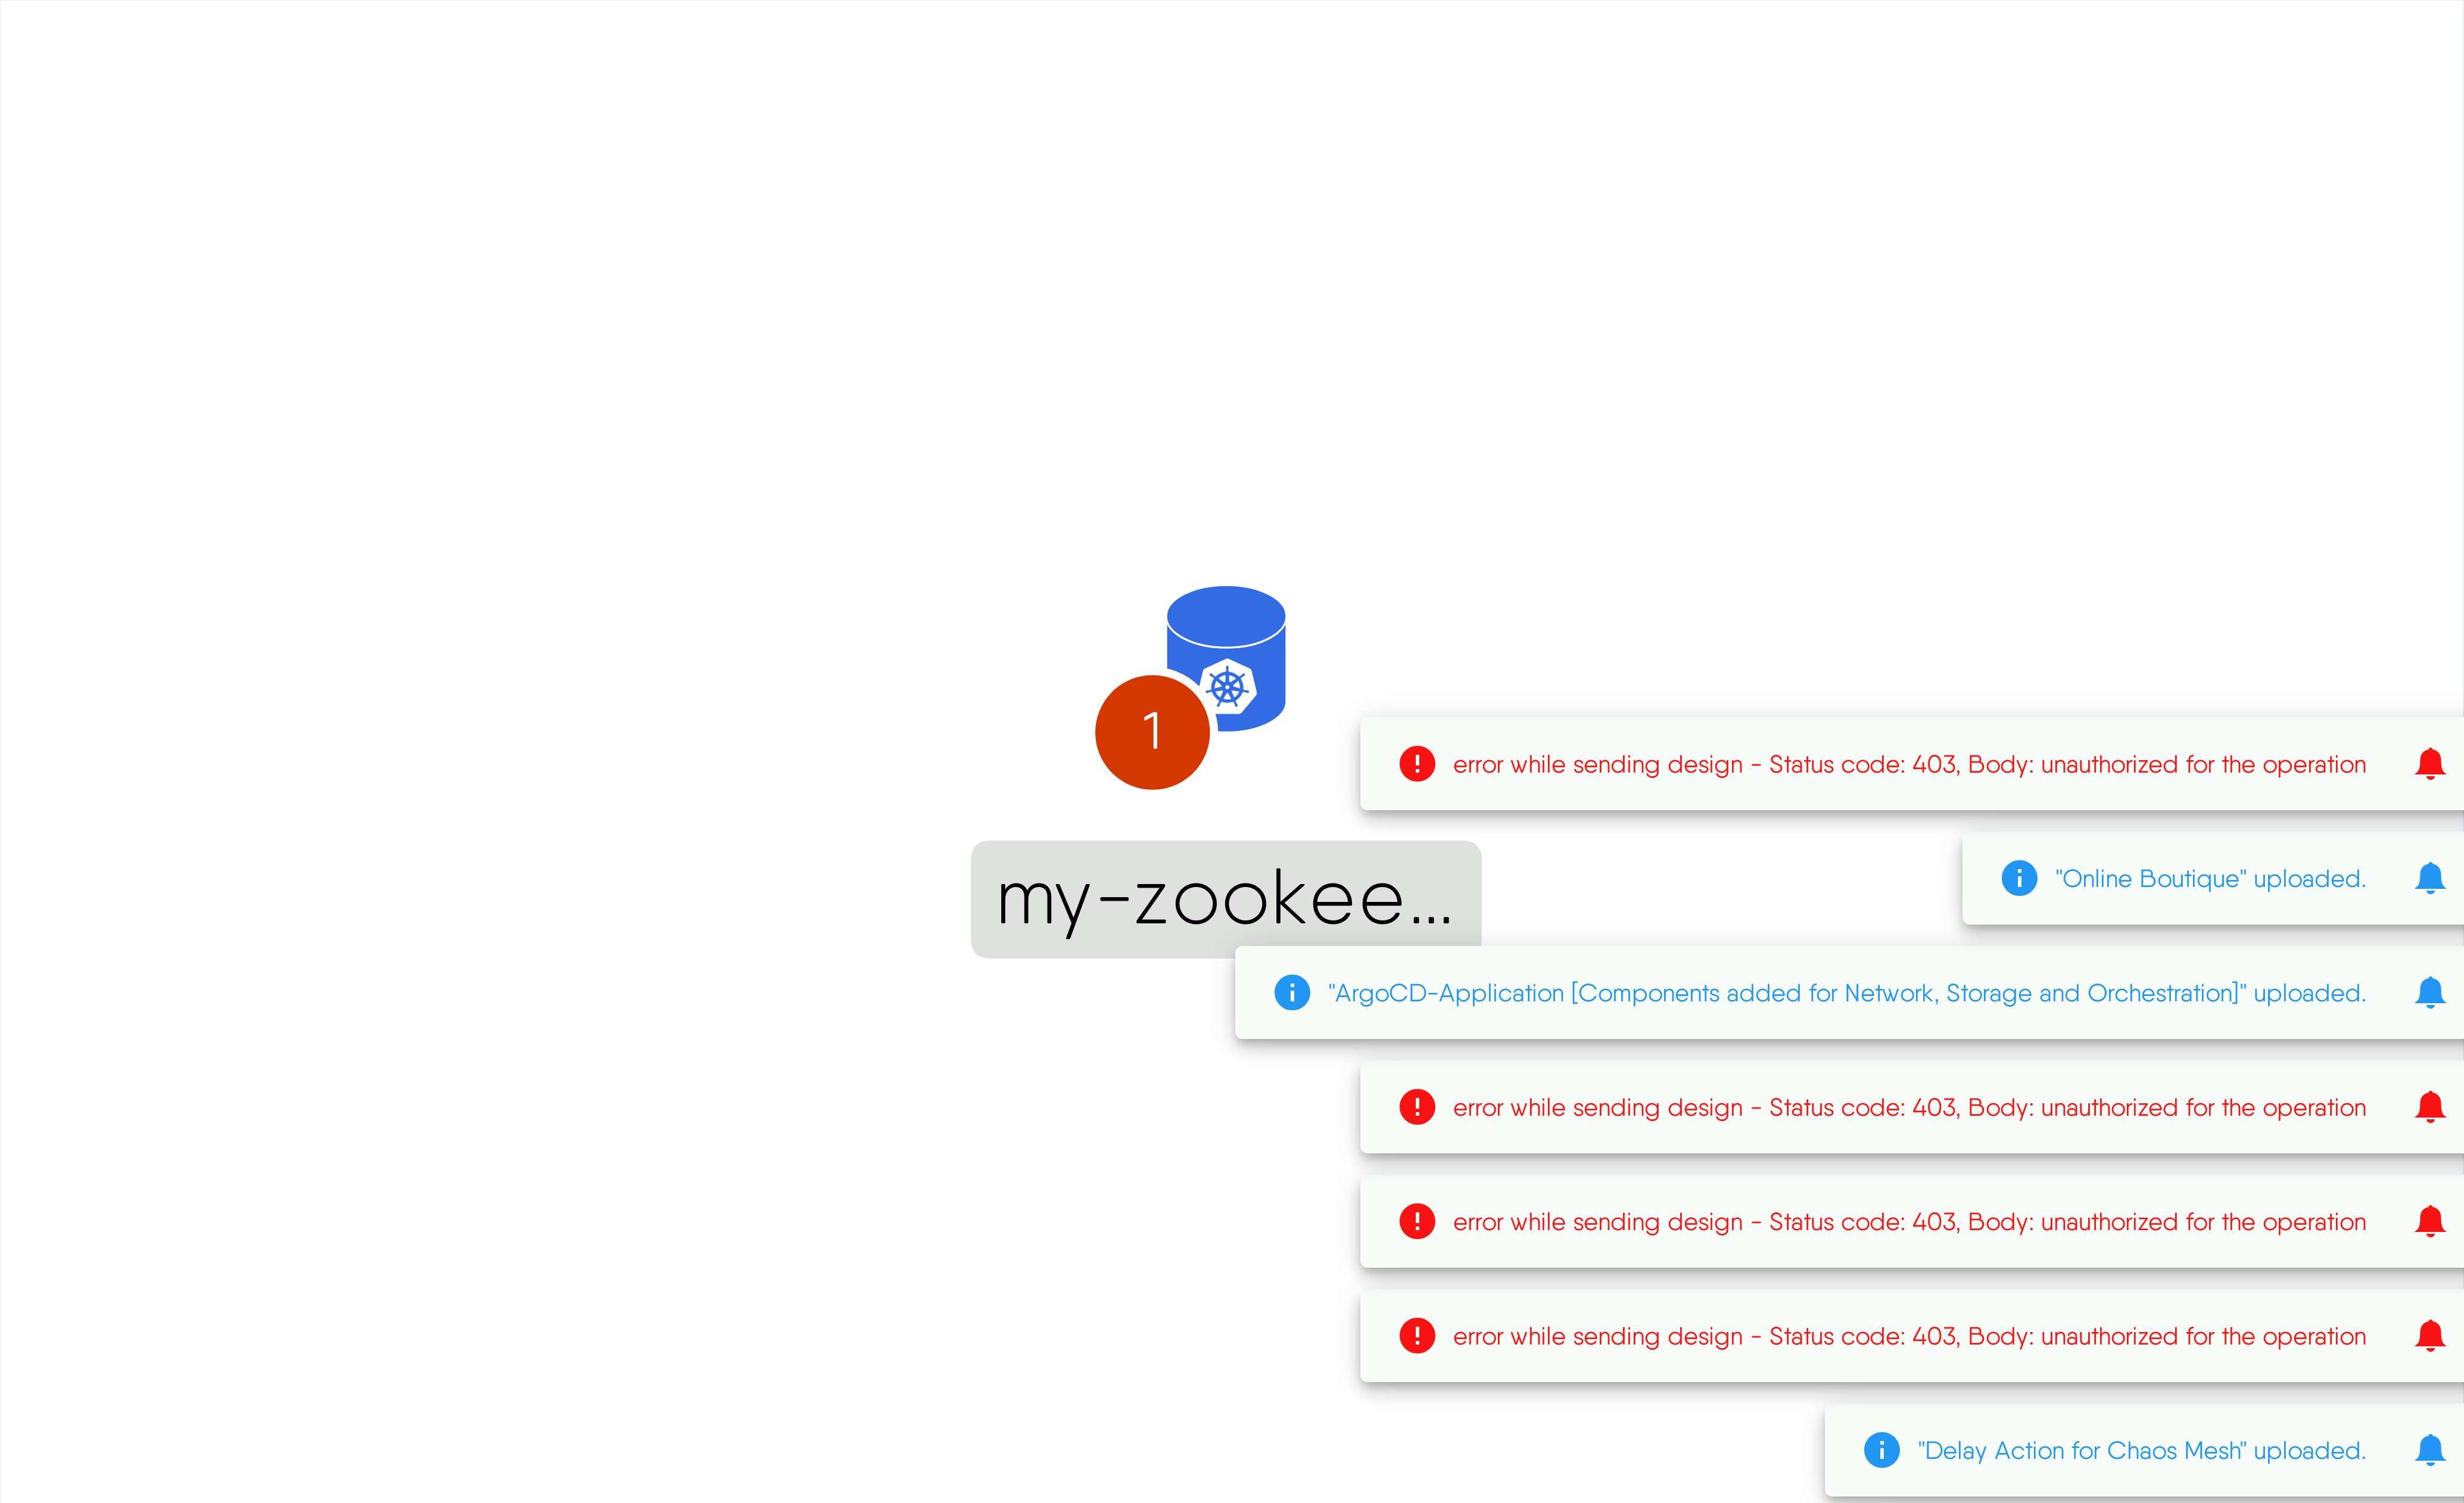 1
error while sending design - Status code: 403, Body: unauthorized for the operation
"Online Boutique" uploaded.
my-zookee...
"ArgoCD-Application [Components added for Network, Storage and Orchestration]" uploaded.
error while sending design - Status code: 403, Body: unauthorized for the operation
error while sending design - Status code: 403, Body: unauthorized for the operation
error while sending design - Status code: 403, Body: unauthorized for the operation
"Delay Action for Chaos Mesh" uploaded.